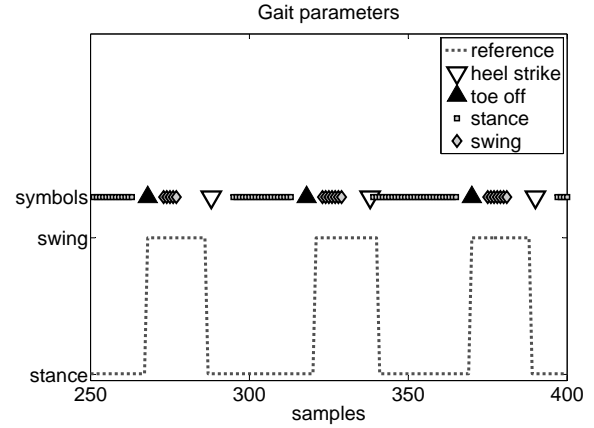 Gait parameters
reference
heel strike
toe off
stance
swing
symbols
swing
stance
250
300
350
400
samples